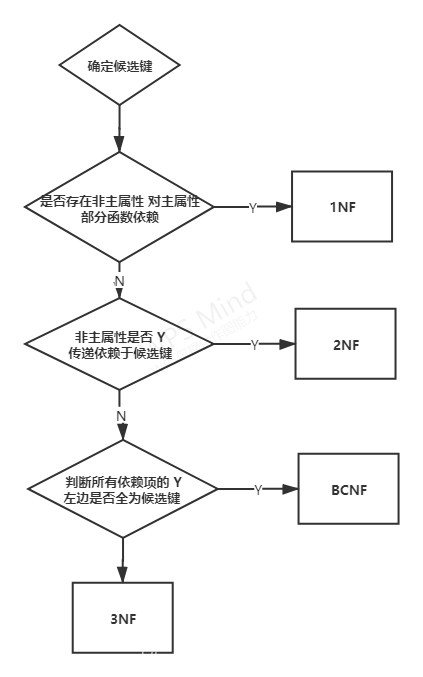 确定候选键
是否存在非主属性 对主属性
部分函数依赖
Y
1NF
N
非主属性是否 Y
传递依赖于候选键
Y
2NF
N
判断所有依赖项的 Y
左边是否全为候选键
Y
BCNF
3NF